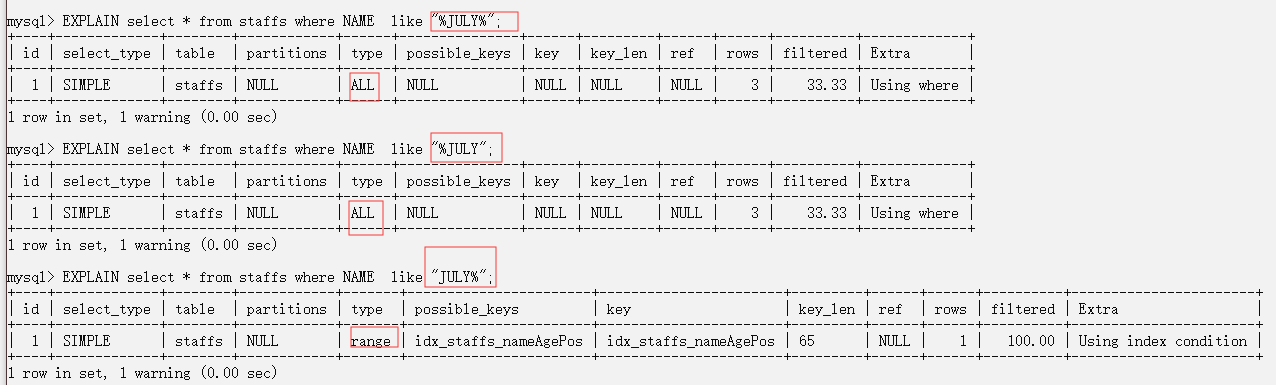 mysql> EXPLAIN select * from staffs where NAME  like "%JULY%";
+----+-------------+--------+------------+------+---------------+------+---------+------+------+----------+-------------+
| id | select_type | table  | partitions | type | possible_keys | key  | key_len | ref  | rows | filtered | Extra       |
+----+-------------+--------+------------+------+---------------+------+---------+------+------+----------+-------------+
|  1 | SIMPLE      | staffs | NULL       | ALL  | NULL          | NULL | NULL    | NULL |    3 |    33.33 | Using where |
+----+-------------+--------+------------+------+---------------+------+---------+------+------+----------+-------------+
1 row in set, 1 warning (0.00 sec)
mysql> EXPLAIN select * from staffs where NAME  like "%JULY";
+----+-------------+--------+------------+------+---------------+------+---------+------+------+----------+-------------+
| id | select_type | table  | partitions | type | possible_keys | key  | key_len | ref  | rows | filtered | Extra       |
+----+-------------+--------+------------+------+---------------+------+---------+------+------+----------+-------------+
|  1 | SIMPLE      | staffs | NULL       | ALL  | NULL          | NULL | NULL    | NULL |    3 |    33.33 | Using where |
+----+-------------+--------+------------+------+---------------+------+---------+------+------+----------+-------------+
1 row in set, 1 warning (0.00 sec)
mysql> EXPLAIN select * from staffs where NAME  like "JULY%";
+----+-------------+--------+------------+-------+-----------------------+-----------------------+---------+------+------+----------+-----------------------+
| id | select_type | table  | partitions | type  | possible_keys         | key                   | key_len | ref  | rows | filtered | Extra                 |
+----+-------------+--------+------------+-------+-----------------------+-----------------------+---------+------+------+----------+-----------------------+
|  1 | SIMPLE      | staffs | NULL       | range | idx_staffs_nameAgePos | idx_staffs_nameAgePos | 65      | NULL |    1 |   100.00 | Using index condition |
+----+-------------+--------+------------+-------+-----------------------+-----------------------+---------+------+------+----------+-----------------------+
1 row in set, 1 warning (0.00 sec)